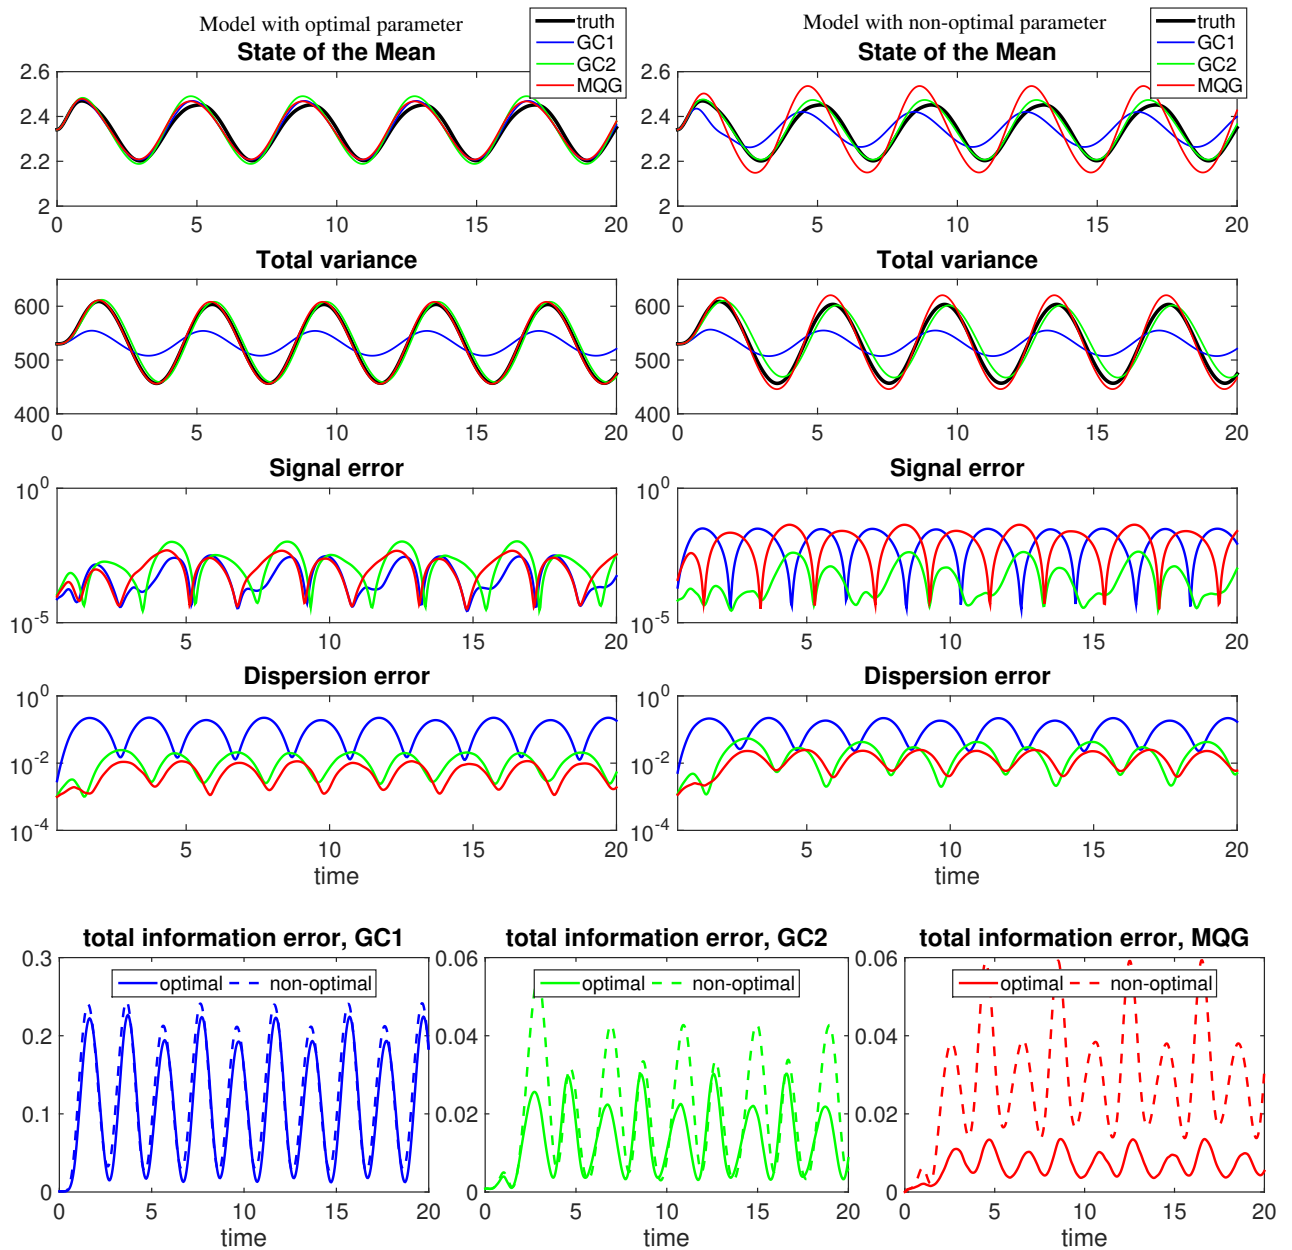 Model with optimal parameter
State of the Mean
truth
GC1
GC2
MQG
2.6
2.4
2.2
2
0 5 10 15 20
Model with non-optimal parameter
State of the Mean
truth
GC1
GC2
MQG
2.6
2.4
2.2
2
0 5 10 15 20
Total variance
600
500
400
0 5 10 15 20
Total variance
600
500
400
0 5 10 15 20
Signal error
10^0
10^-5
5 10 15 20
Signal error
10^0
10^-5
5 10 15 20
Dispersion error
10^0
10^-2
10^-4
5 10 15 20
time
Dispersion error
10^0
10^-2
10^-4
5 10 15 20
time
total information error, GC1
optimal non-optimal
0.3
0.2
0.1
0
0 5 10 15 20
time
total information error, GC2
optimal non-optimal
0.06
0.04
0.02
0
0 5 10 15 20
time
total information error, MQG
optimal non-optimal
0.06
0.04
0.02
0
0 5 10 15 20
time